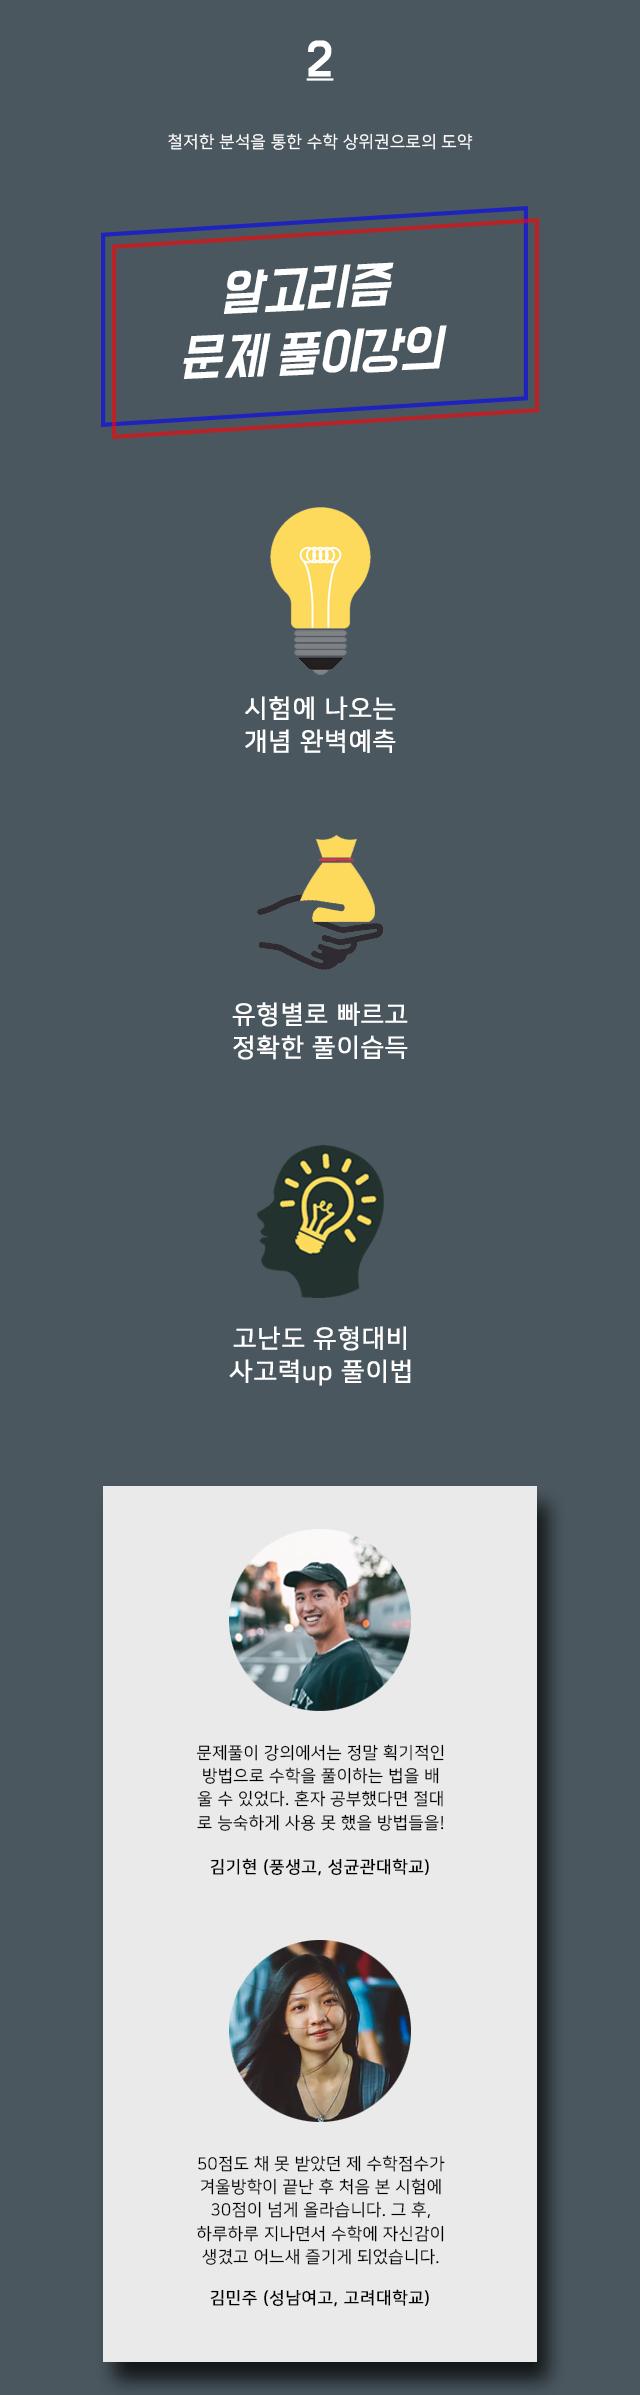 2
철저한 분석을 통한 수학 상위권으로의 도약
알고리즘
문제 풀이강의
시험에 나오는
개념 완벽예측
유형별로 빠르고
정확한 풀이습득
고난도 유형대비
사고력up 풀이법
문제풀이 강의에서는 정말 획기적인
방법으로 수학을 풀이하는 법을 배
울 수 있었다. 혼자 공부했다면 절대
로 능숙하게 사용 못 했을 방법들을!
김기현 (풍생고, 성균관대학교)
50점도 채 못 받았던 제 수학점수가
겨울방학이 끝난 후 처음 본 시험에
30점이 넘게 올라습니다. 그 후,
하루하루 지나면서 수학에 자신감이
생겼고 어느새 즐기게 되었습니다.
김민주 (성남여고, 고려대학교)